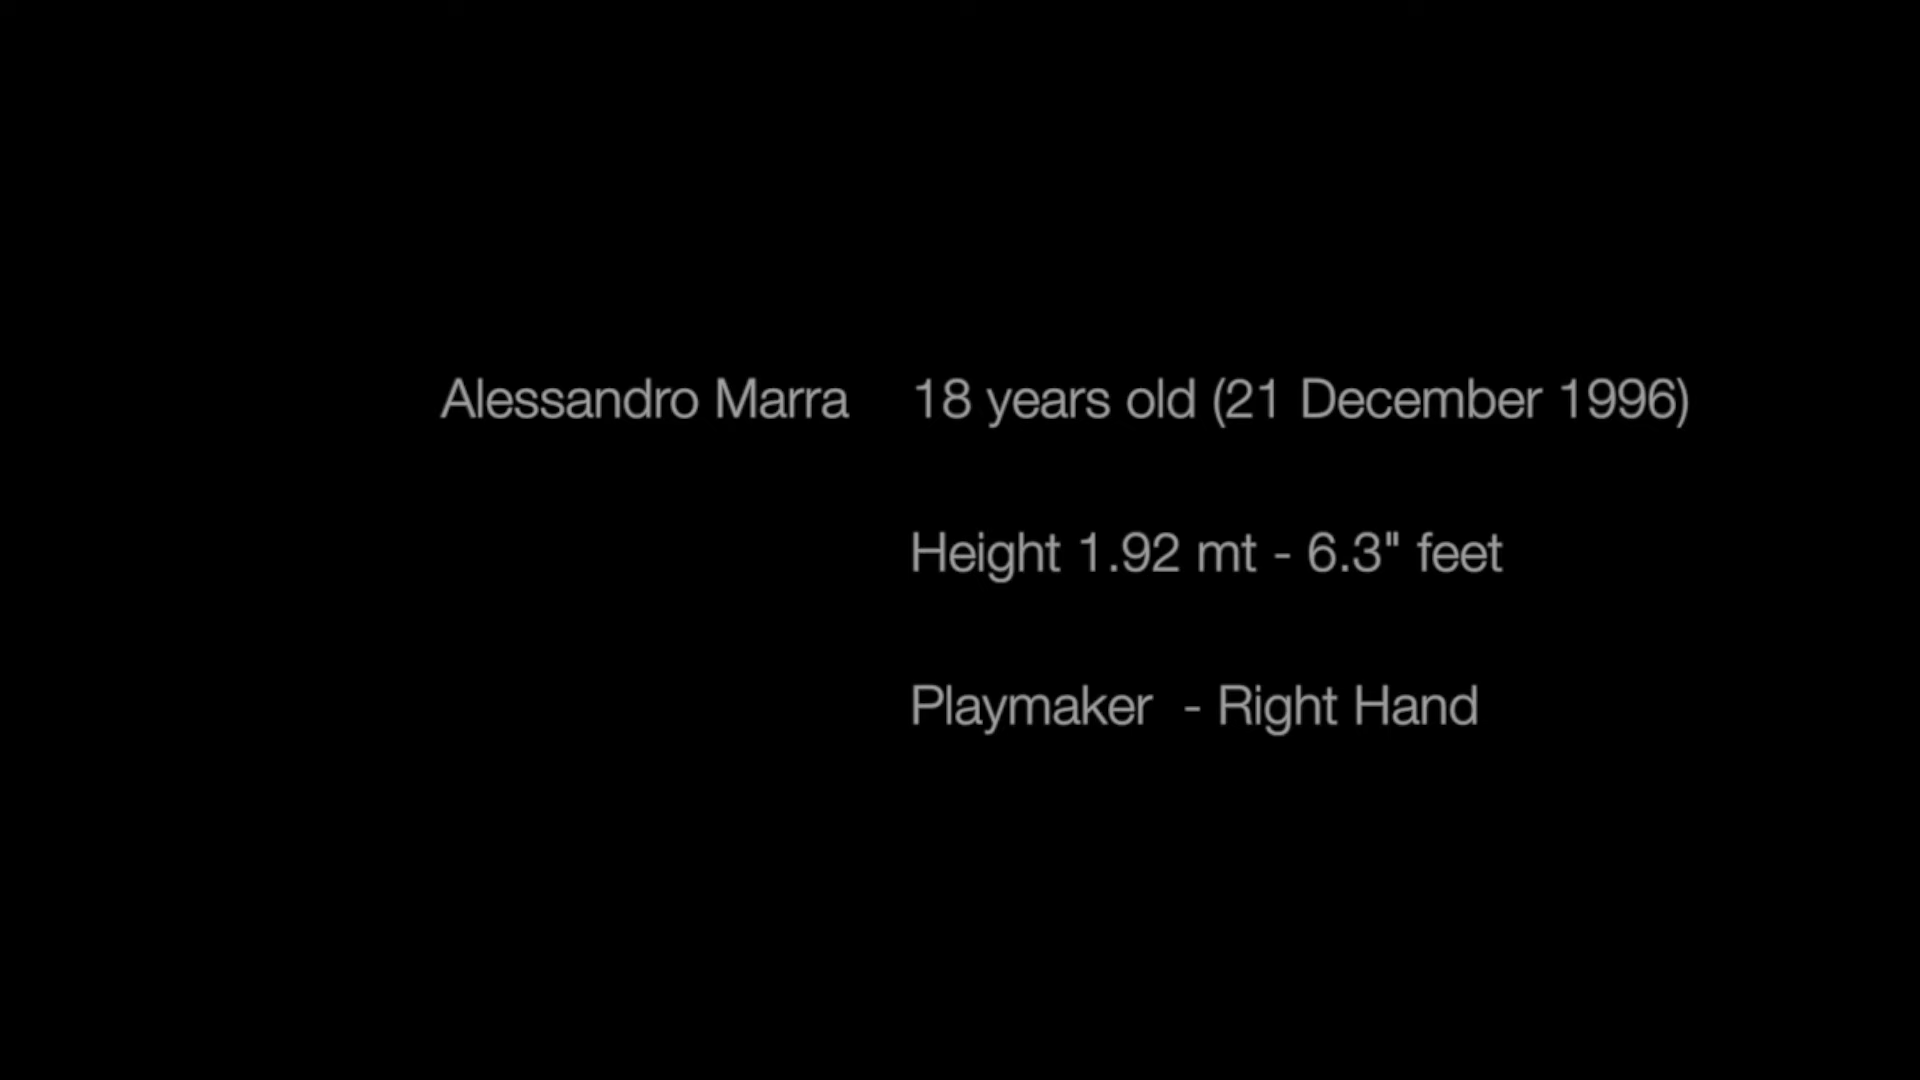 Alessandro Marra 18 years old (21 December 1996)
Height 1.92 mt - 6.3" feet
Playmaker - Right Hand